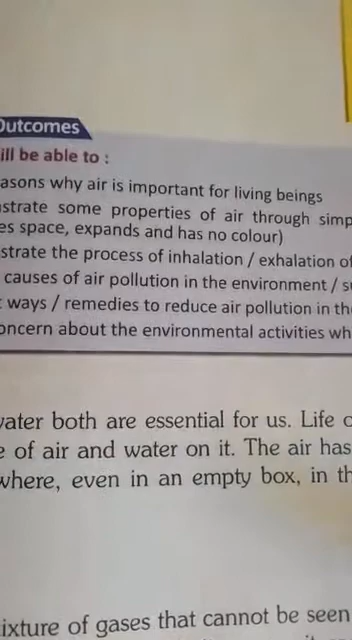 Outcomes
ill be able to :
asons why air is important for living beings
strate some properties of air through simp
es space, expands and has no colour)
strate the process of inhalation / exhalation of
causes of air pollution in the environment / s
ways / remedies to reduce air pollution in th
oncern about the environmental activities wh
water both are essential for us. Life o
e of air and water on it. The air has
where, even in an empty box, in th
ixture of gases that cannot be seen